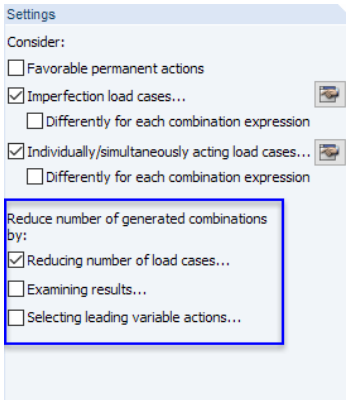 Settings
Consider:
Favorable permanent actions
Imperfection load cases...
Differently for each combination expression
Individually/simultaneously acting load cases...
Differently for each combination expression
Reduce number of generated combinations
by:
Reducing number of load cases...
Examining results...
Selecting leading variable actions...